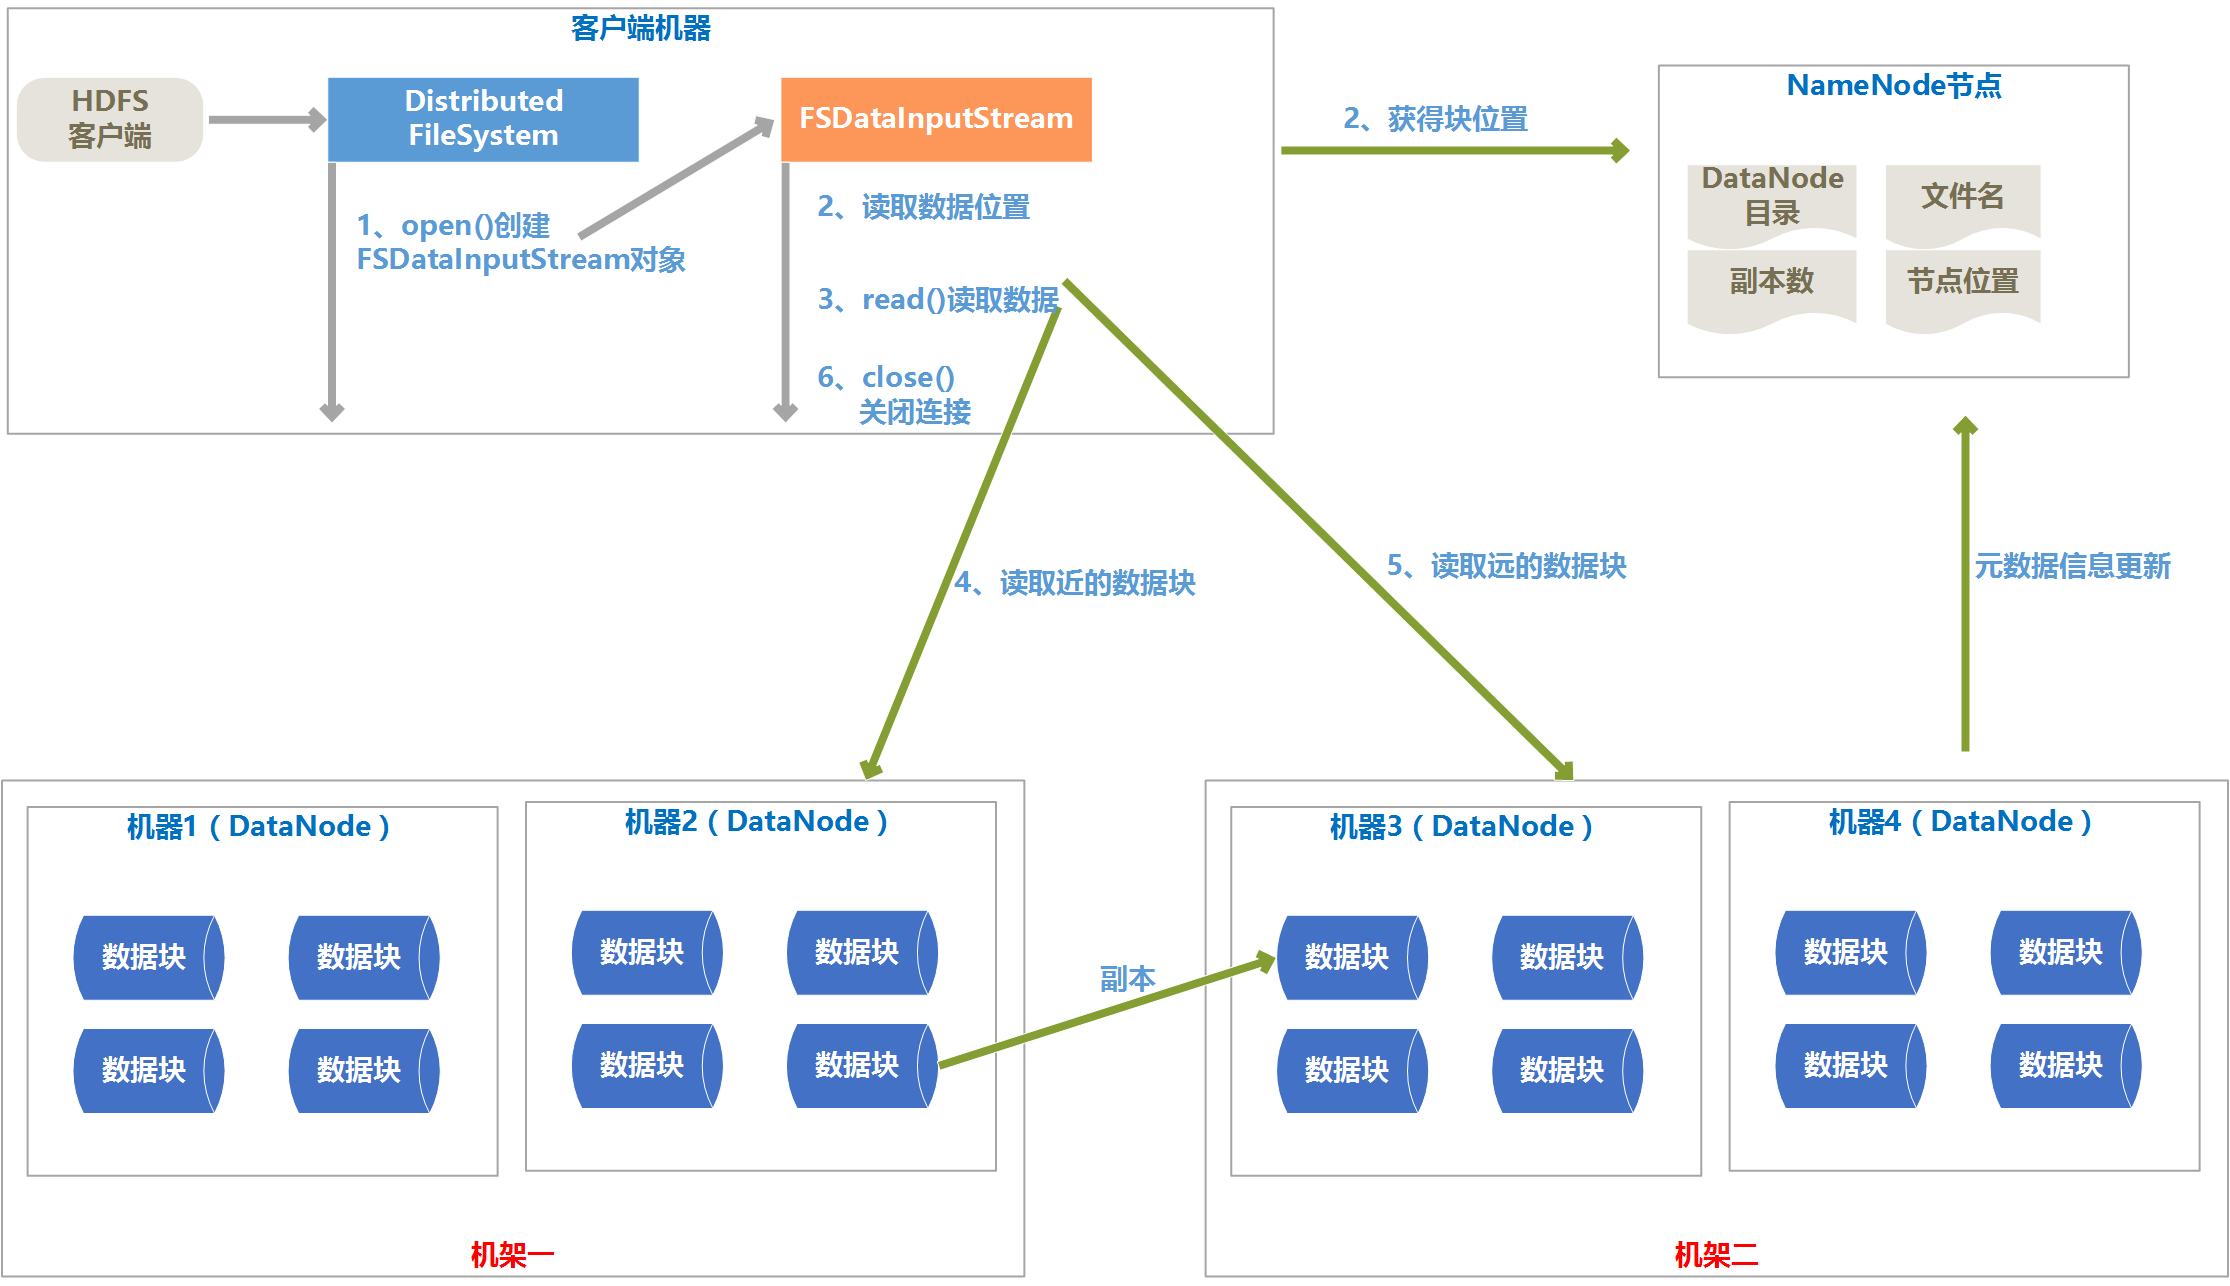 客户端机器
HDFS
客户端
Distributed
FileSystem
FSDataInputStream
1、open()创建
FSDataInputStream对象
2、读取数据位置
3、read()读取数据
6、close()
关闭连接
2、获得块位置
NameNode节点
DataNode
目录
文件名
副本数
节点位置
4、读取近的数据块
5、读取远的数据块
元数据信息更新
机器1（DataNode）
数据块
数据块
数据块
数据块
机器2（DataNode）
数据块
数据块
数据块
数据块
机架一
副本
机器3（DataNode）
数据块
数据块
数据块
数据块
机器4（DataNode）
数据块
数据块
数据块
数据块
机架二